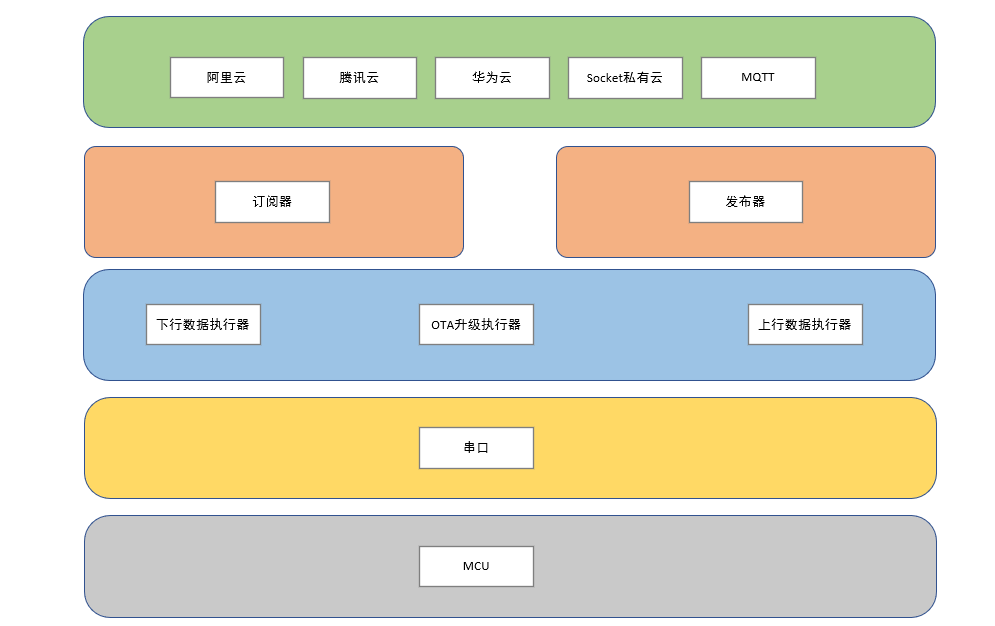 阿里云
腾讯云
华为云
Socket私有云
MQTT
订阅器
发布器
下行数据执行器
OTA升级执行器
上行数据执行器
串口
MCU